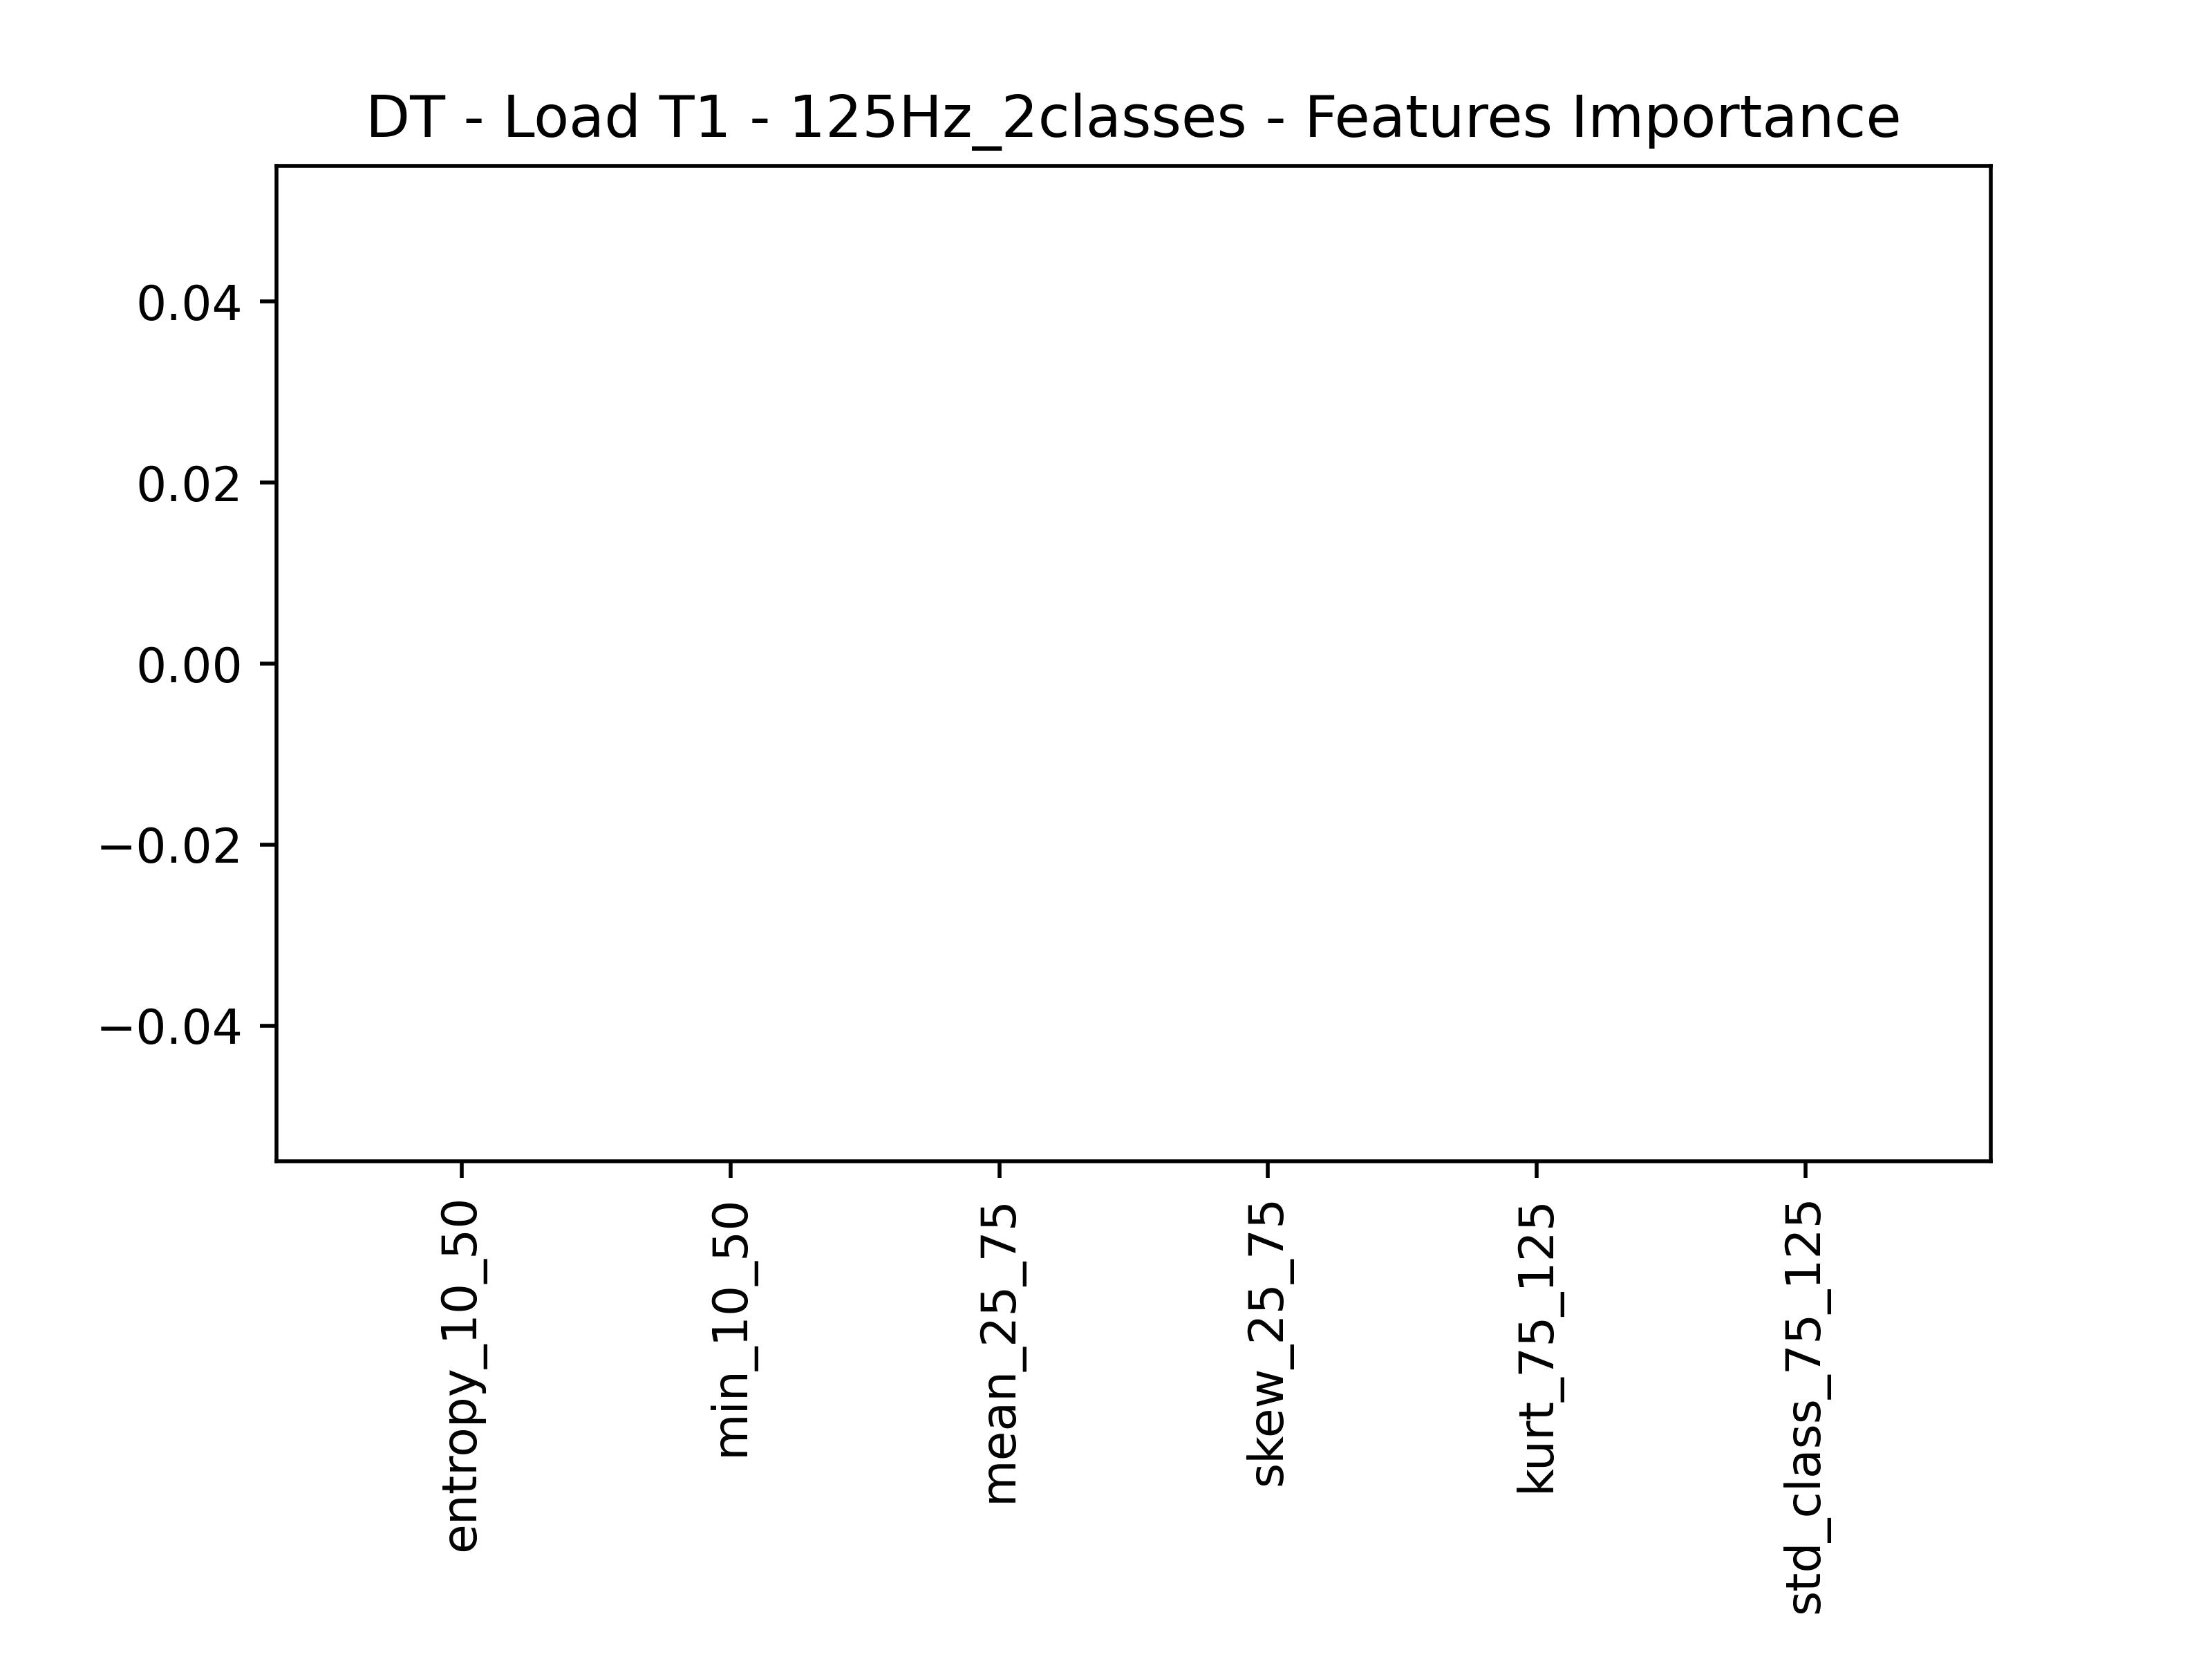 DT - Load T1 - 125Hz_2classes - Features Importance
0.04
0.02
0.00
−0.02
−0.04
entropy_10_50
min_10_50
mean_25_75
skew_25_75
kurt_75_125
std_class_75_125